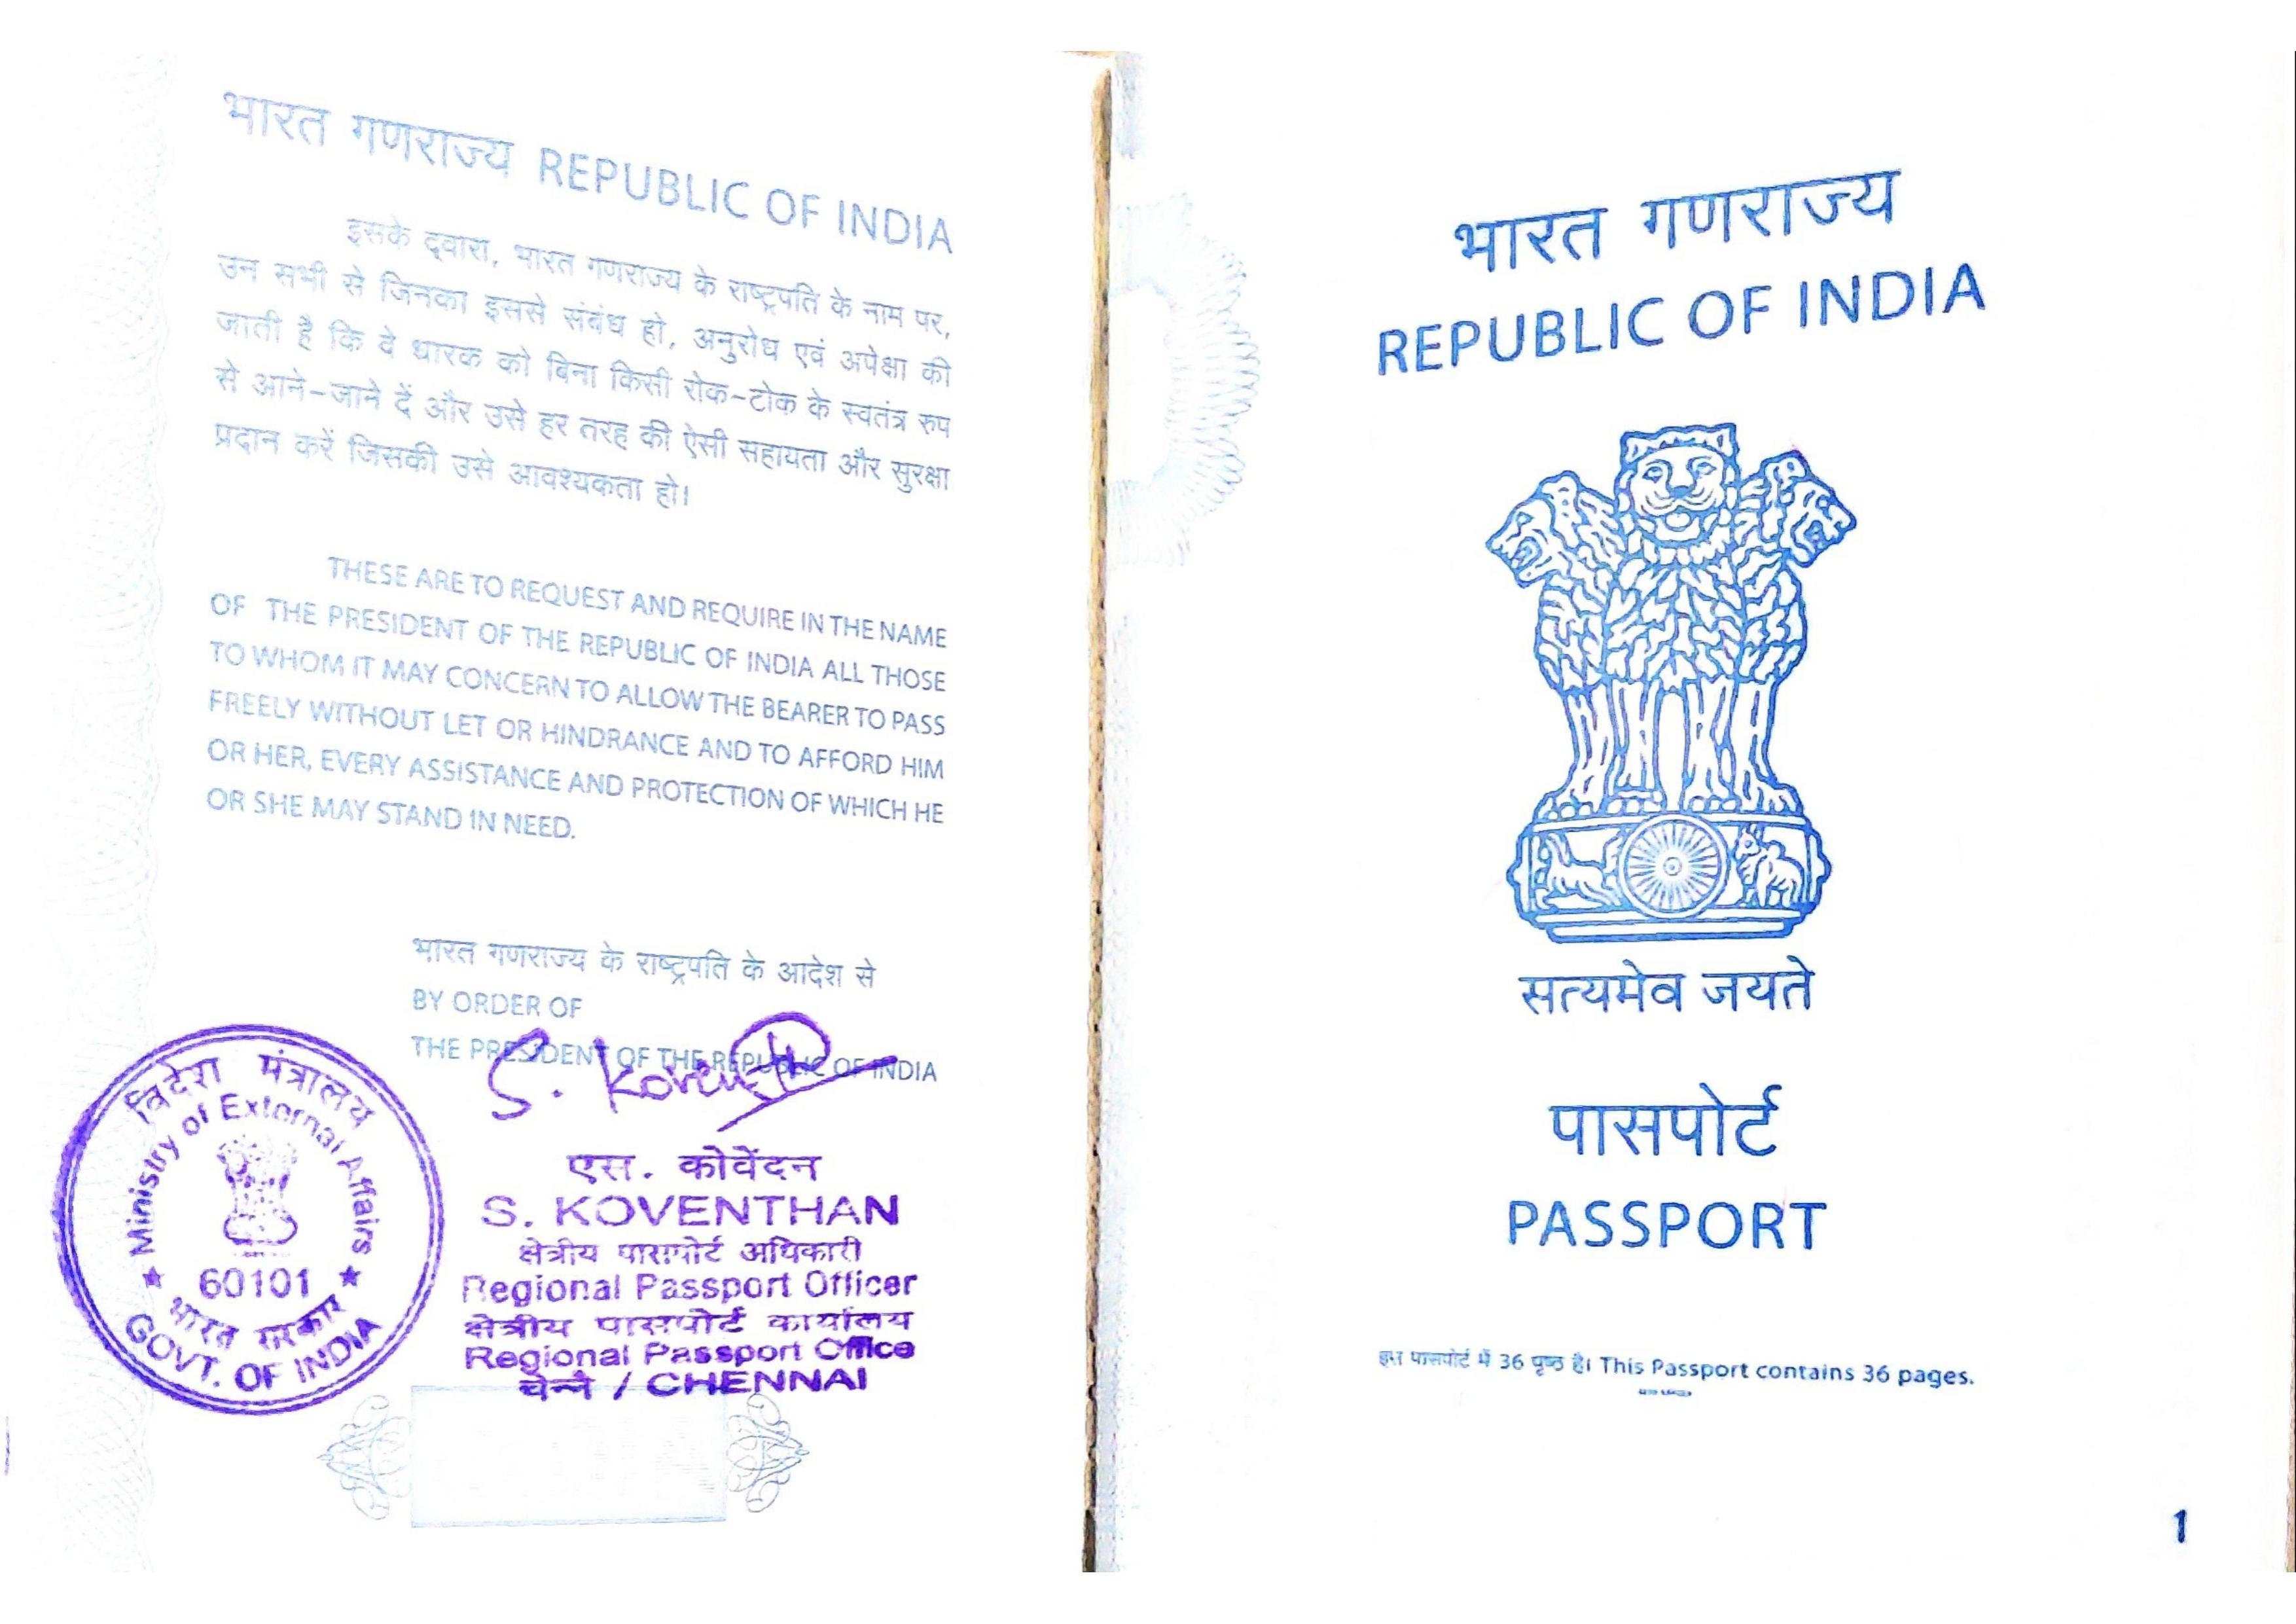 भारत गणराज्य REPUBLIC OF INDIA
इसके द्वारा, भारत गणराज्य के राष्ट्रपति के नाम पर,
उन सभी से जिनका इससे संबंध हो, अनुरोध एवं अपेक्षा की
जाती है कि वे धारक को बिना किसी रोक-टोक के स्वतंत्र रुप
से आने-जाने दें और उसे हर तरह की ऐसी सहायता और सुरक्षा
प्रदान करें जिसकी उसे आवश्यकता हो।
THESE ARE TO REQUEST AND REQUIRE IN THE NAME
OF THE PRESIDENT OF THE REPUBLIC OF INDIA ALL THOSE
TO WHOM IT MAY CONCERN TO ALLOW THE BEARER TO PASS
FREELY WITHOUT LET OR HINDRANCE AND TO AFFORD HIM
OR HER, EVERY ASSISTANCE AND PROTECTION OF WHICH HE
OR SHE MAY STAND IN NEED.
भारत गणराज्य के राष्ट्रपति के आदेश से
BY ORDER OF
THE PRESIDENT OF THE REPUBLIC OF INDIA
विदेश मंत्रालय
Ministry of External Affairs
60101
भारत सरकार
GOVT. OF INDIA
एस. कोवेंदन
S. KOVENTHAN
क्षेत्रीय पासपोर्ट अधिकारी
Regional Passport Officer
क्षेत्रीय पासपोर्ट कार्यालय
Regional Passport Office
चेन्नै / CHENNAI
भारत गणराज्य
REPUBLIC OF INDIA
सत्यमेव जयते
पासपोर्ट
PASSPORT
इस पासपोर्ट में 36 पृष्ठ है। This Passport contains 36 pages.
1